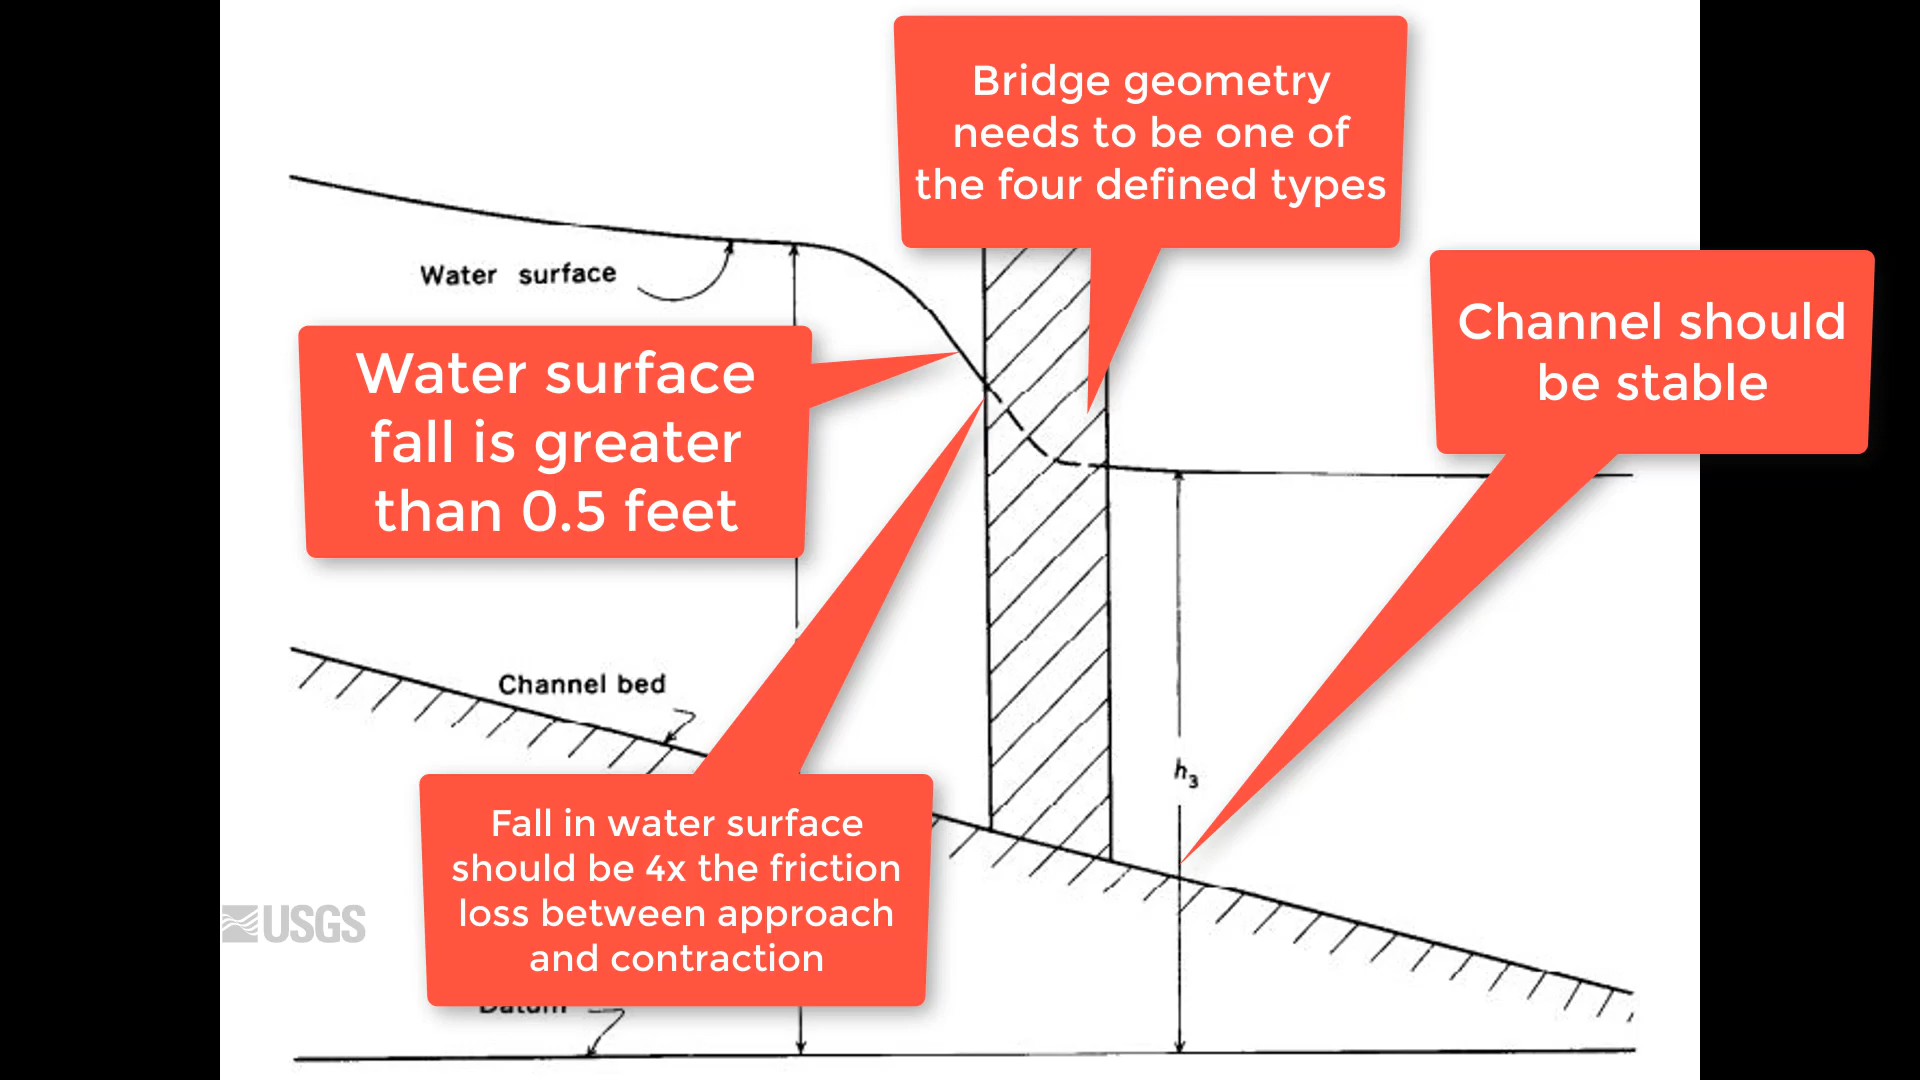 Bridge geometry
needs to be one of
the four defined types
Water surface
Channel should
be stable
Water surface
fall is greater
than 0.5 feet
Channel bed
h₃
Fall in water surface
should be 4x the friction
loss between approach
and contraction
USGS
Datum